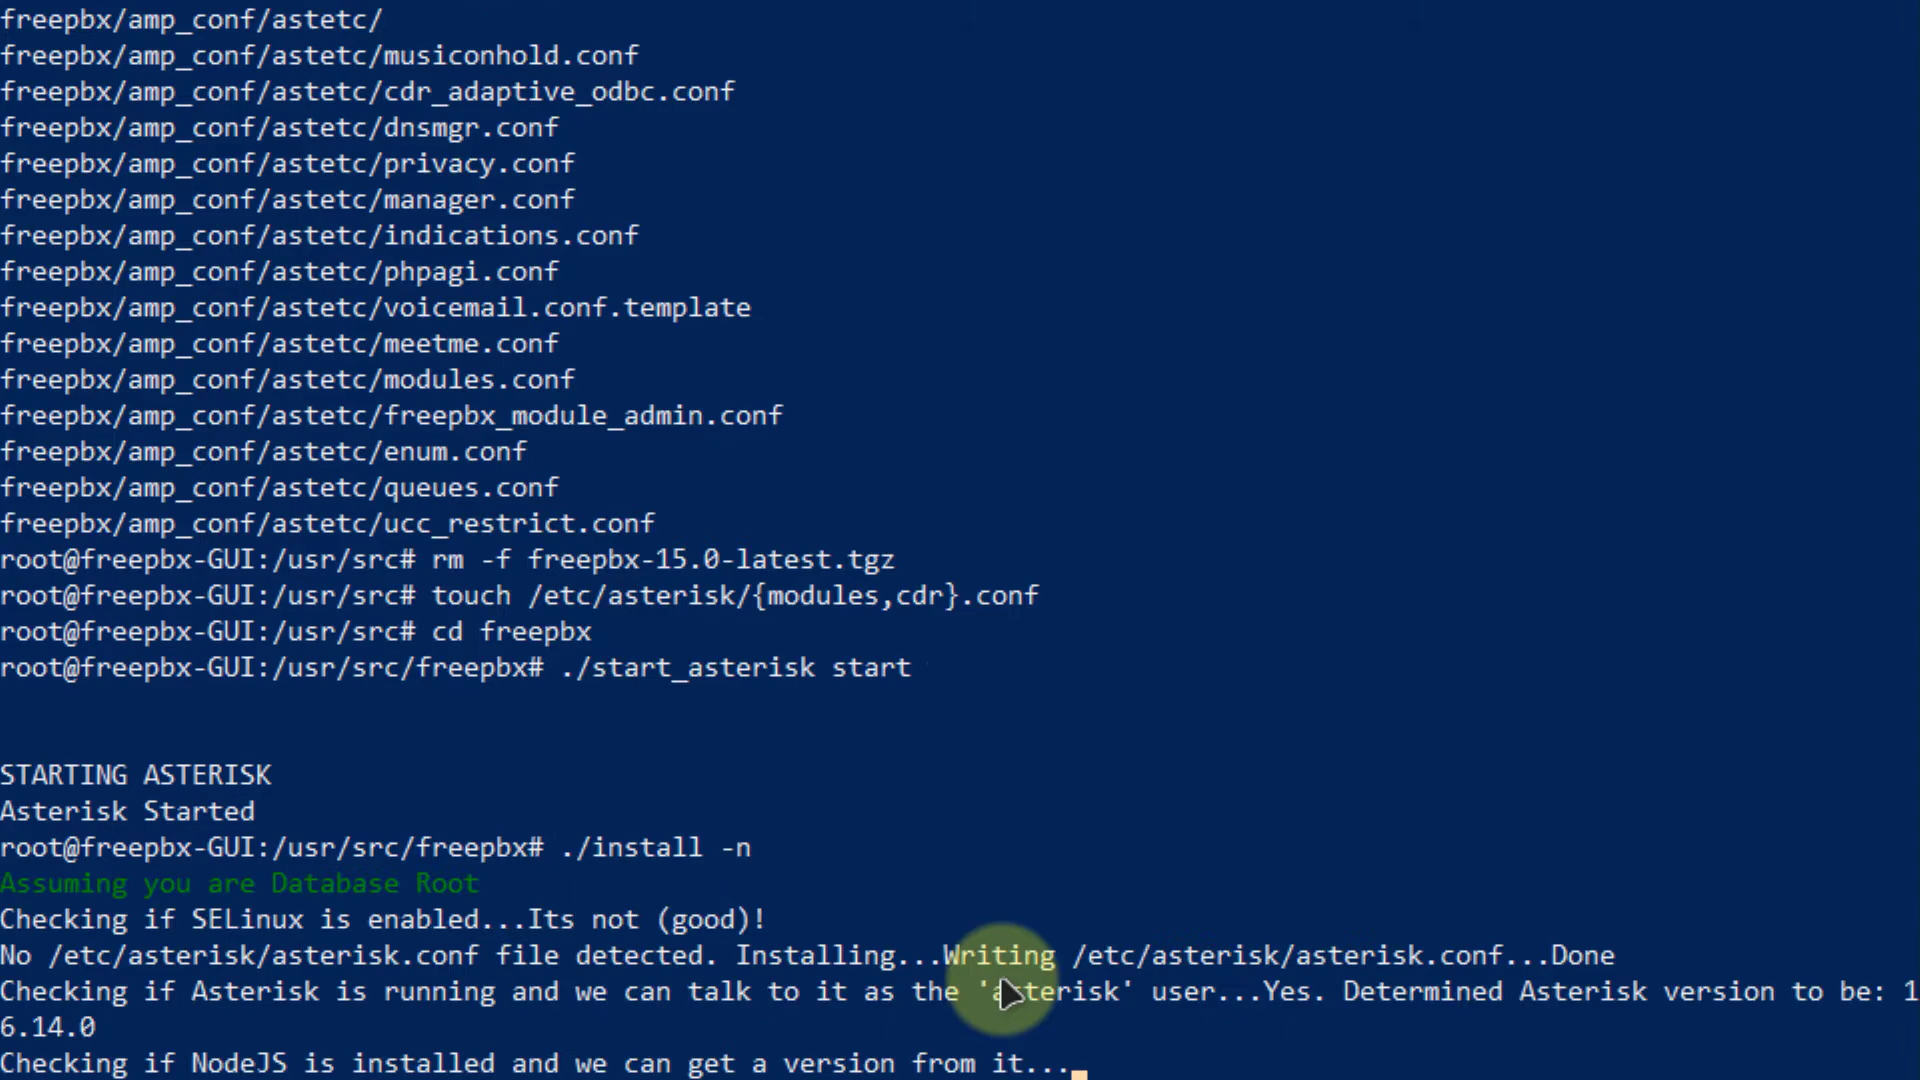 freepbx/amp_conf/astetc/
freepbx/amp_conf/astetc/musiconhold.conf
freepbx/amp_conf/astetc/cdr_adaptive_odbc.conf
freepbx/amp_conf/astetc/dnsmgr.conf
freepbx/amp_conf/astetc/privacy.conf
freepbx/amp_conf/astetc/manager.conf
freepbx/amp_conf/astetc/indications.conf
freepbx/amp_conf/astetc/phpagi.conf
freepbx/amp_conf/astetc/voicemail.conf.template
freepbx/amp_conf/astetc/meetme.conf
freepbx/amp_conf/astetc/modules.conf
freepbx/amp_conf/astetc/freepbx_module_admin.conf
freepbx/amp_conf/astetc/enum.conf
freepbx/amp_conf/astetc/queues.conf
freepbx/amp_conf/astetc/ucc_restrict.conf
root@freepbx-GUI:/usr/src# rm -f freepbx-15.0-latest.tgz
root@freepbx-GUI:/usr/src# touch /etc/asterisk/{modules,cdr}.conf
root@freepbx-GUI:/usr/src# cd freepbx
root@freepbx-GUI:/usr/src/freepbx# ./start_asterisk start
STARTING ASTERISK
Asterisk Started
root@freepbx-GUI:/usr/src/freepbx# ./install -n
Assuming you are Database Root
Checking if SELinux is enabled...Its not (good)!
No /etc/asterisk/asterisk.conf file detected. Installing...Writing /etc/asterisk/asterisk.conf...Done
Checking if Asterisk is running and we can talk to it as the 'asterisk' user...Yes. Determined Asterisk version to be: 1
6.14.0
Checking if NodeJS is installed and we can get a version from it...